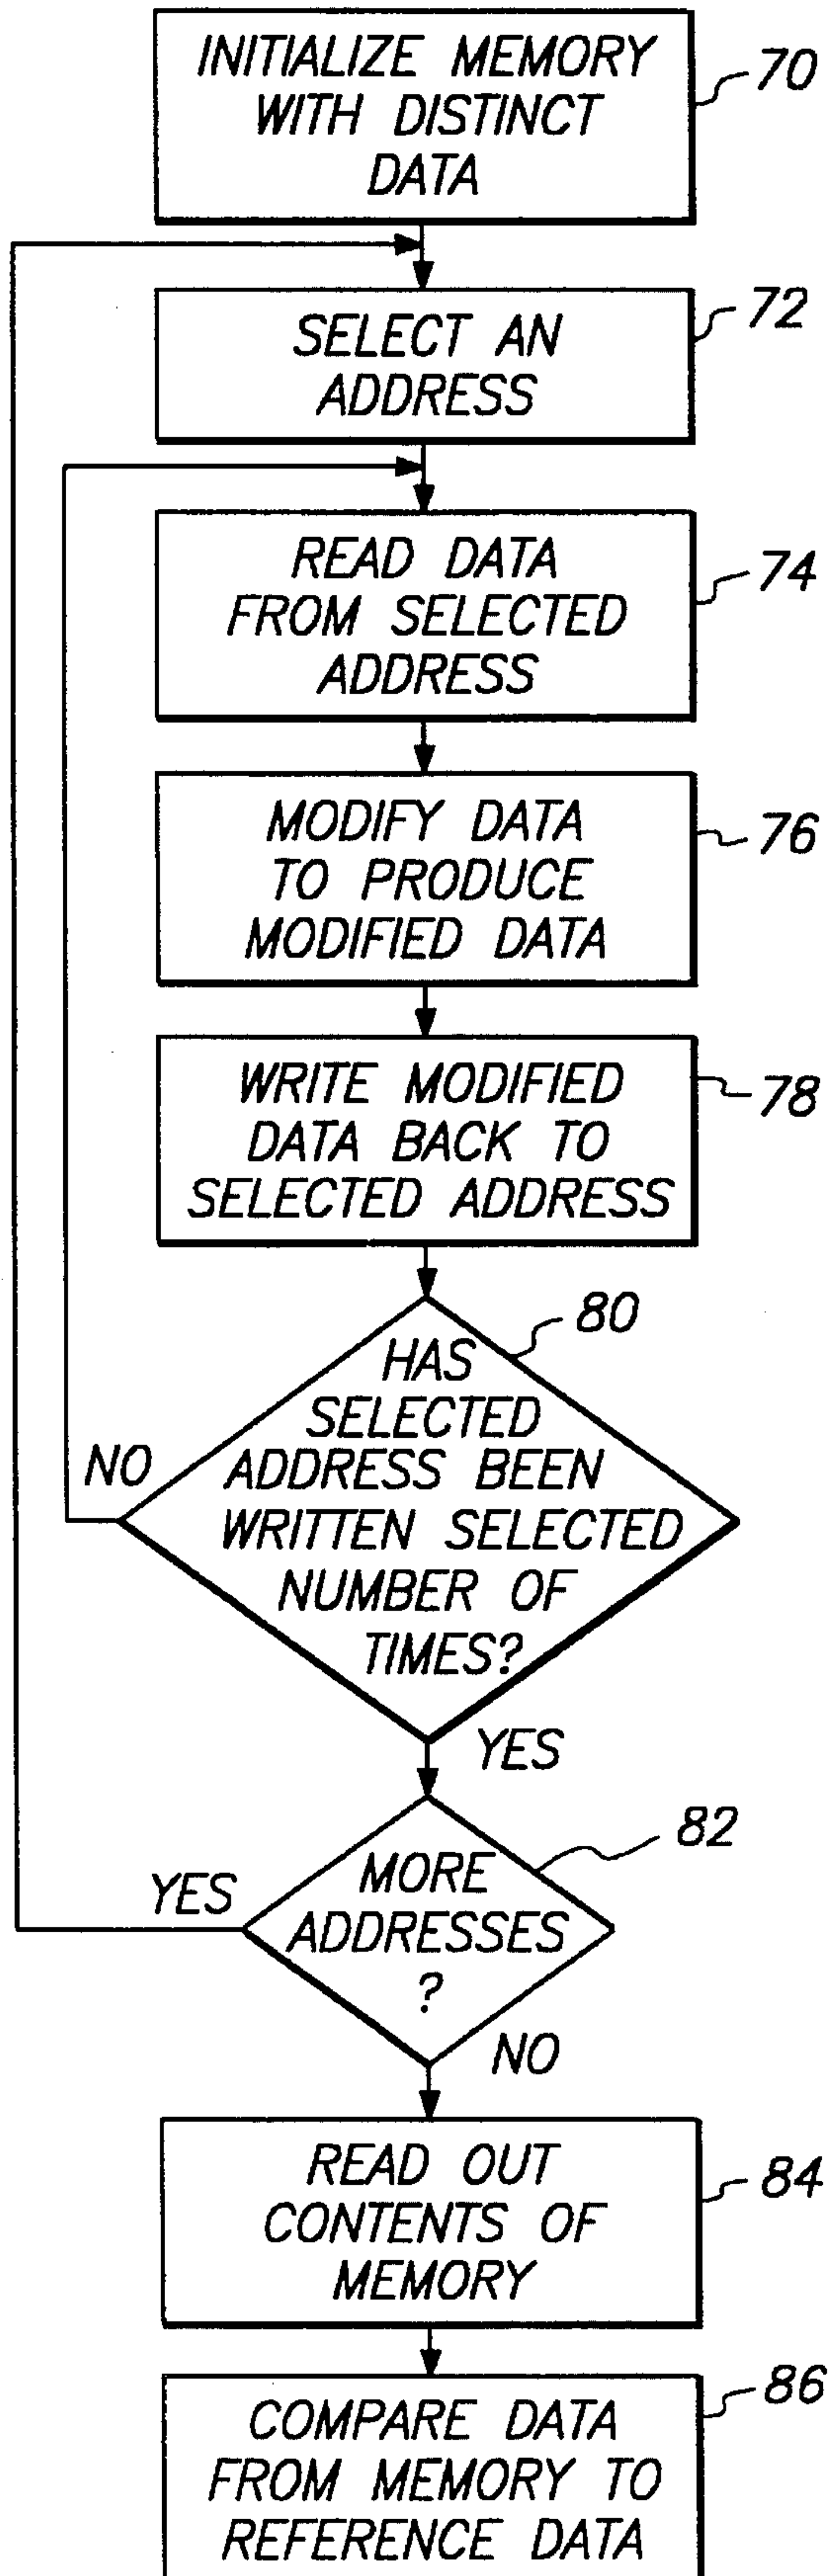 INITIALIZE MEMORY
WITH DISTINCT
DATA
70
SELECT AN
ADDRESS
72
READ DATA
FROM SELECTED
ADDRESS
74
MODIFY DATA
TO PRODUCE
MODIFIED DATA
76
WRITE MODIFIED
DATA BACK TO
SELECTED ADDRESS
78
80
HAS
SELECTED
ADDRESS BEEN
WRITTEN SELECTED
NUMBER OF
TIMES?
NO
YES
82
MORE
ADDRESSES
?
YES
NO
READ OUT
CONTENTS OF
MEMORY
84
COMPARE DATA
FROM MEMORY TO
REFERENCE DATA
86